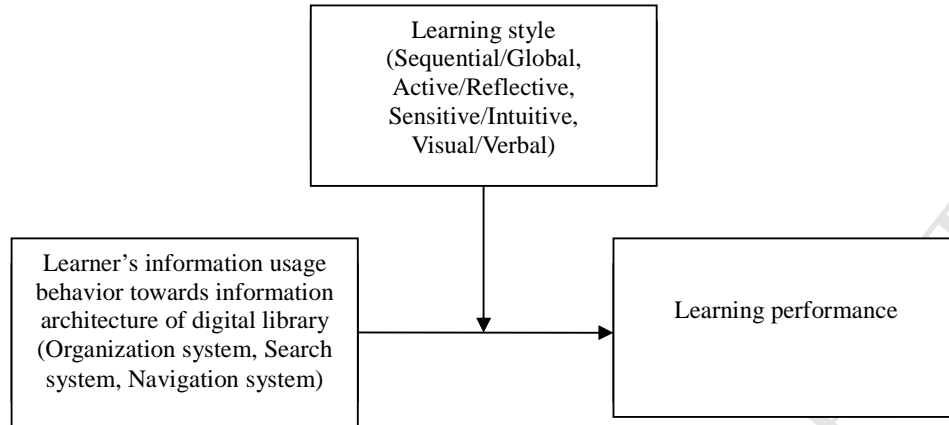 Learning style
(Sequential/Global,
Active/Reflective,
Sensitive/Intuitive,
Visual/Verbal)
Learner's information usage
behavior towards information
architecture of digital library
(Organization system, Search
system, Navigation system)
Learning performance